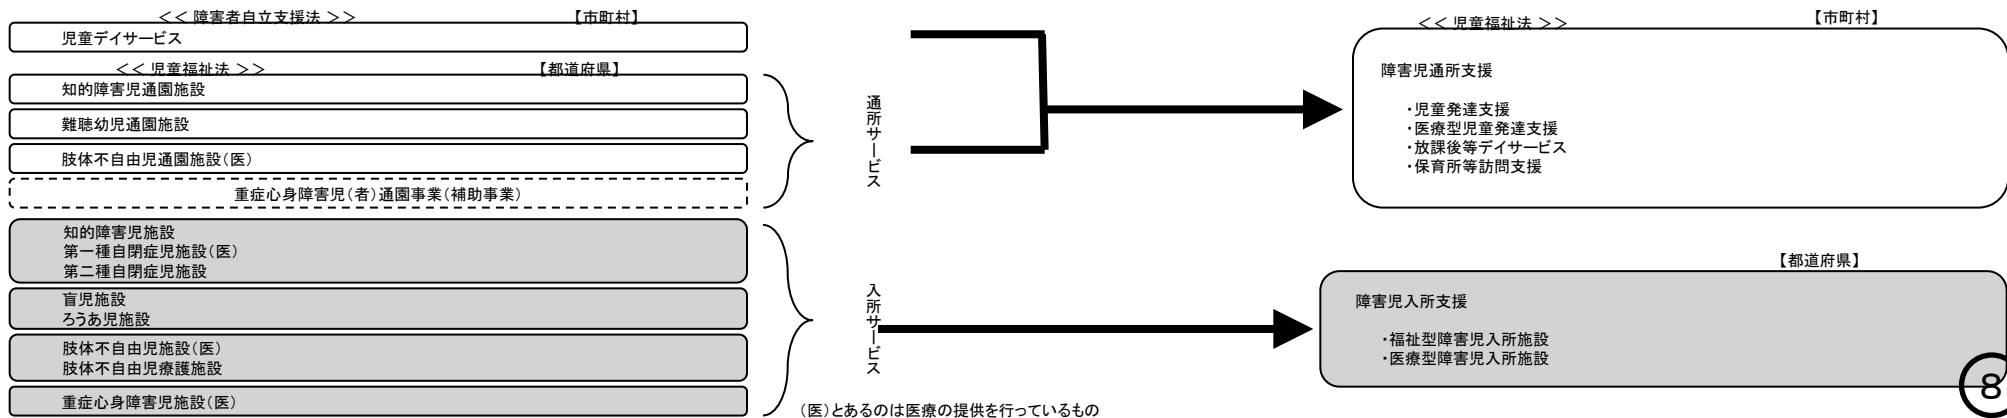 << 障害者自立支援法 >>　【市町村】
児童デイサービス
<< 児童福祉法 >>　【都道府県】
知的障害児通園施設
難聴幼児通園施設
肢体不自由児通園施設(医)
重症心身障害児(者)通園事業(補助事業)
知的障害児施設
第一種自閉症児施設(医)
第二種自閉症児施設
盲児施設
ろうあ児施設
肢体不自由児施設(医)
肢体不自由児療護施設
重症心身障害児施設(医)
通所サービス
入所サービス
(医)とあるのは医療の提供を行っているもの
<< 児童福祉法 >>　【市町村】
障害児通所支援
・児童発達支援
・医療型児童発達支援
・放課後等デイサービス
・保育所等訪問支援
【都道府県】
障害児入所支援
・福祉型障害児入所施設
・医療型障害児入所施設
8